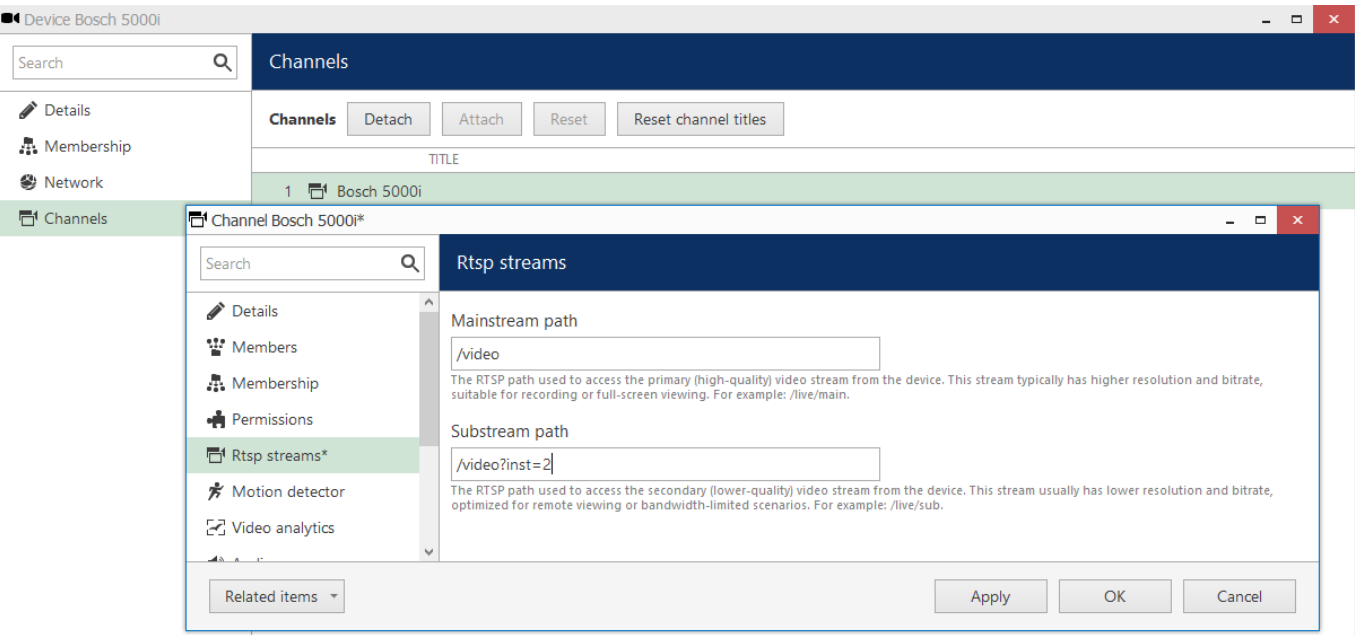 Device Bosch 5000i
Search
Channels
Details
Membership
Network
Channels
Channels Detach Attach Reset Reset channel titles
TITLE
1 Bosch 5000i
Channel Bosch 5000i*
Search
Rtsp streams
Details
Members
Membership
Permissions
Rtsp streams*
Motion detector
Video analytics
Mainstream path
/video
The RTSP path used to access the primary (high-quality) video stream from the device. This stream typically has higher resolution and bitrate,
suitable for recording or full-screen viewing. For example: /live/main.
Substream path
/video?inst=2
The RTSP path used to access the secondary (lower-quality) video stream from the device. This stream usually has lower resolution and bitrate,
optimized for remote viewing or bandwidth-limited scenarios. For example: /live/sub.
Related items
Apply OK Cancel